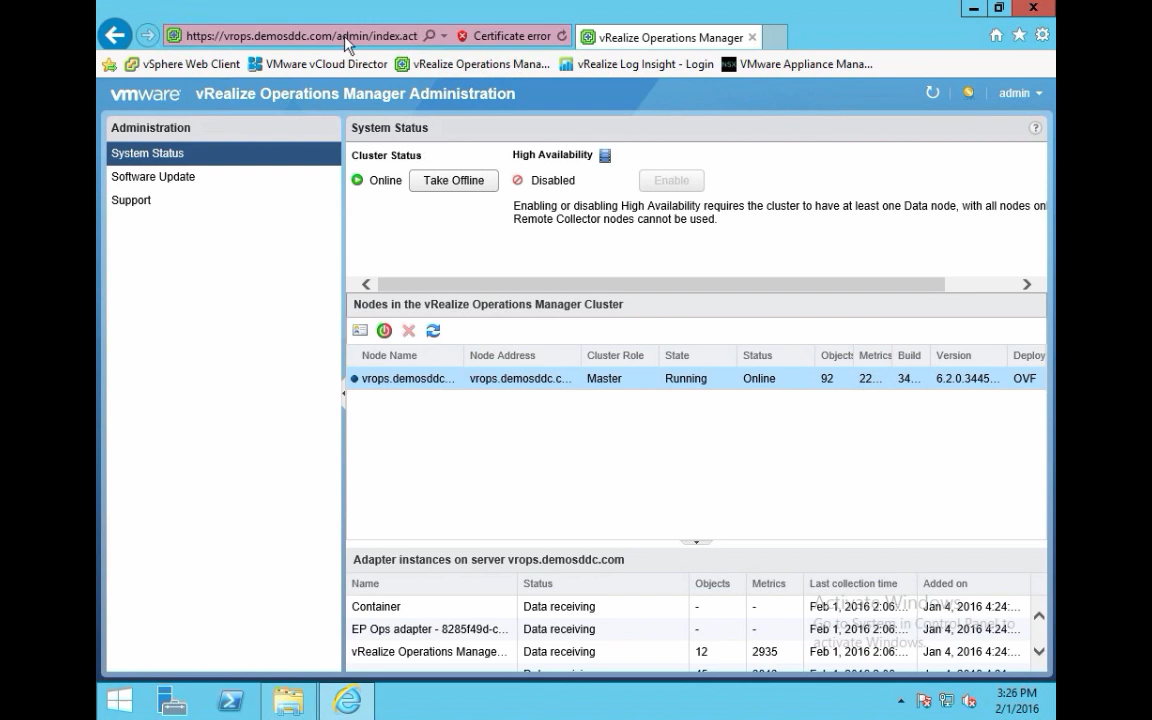 https://vrops.demosddc.com/admin/index.act Certificate error vRealize Operations Manager
vSphere Web Client VMware vCloud Director vRealize Operations Mana... vRealize Log Insight - Login VMware Appliance Mana...
vmware vRealize Operations Manager Administration admin
Administration
System Status
Software Update
Support
System Status
Cluster Status High Availability
Online Take Offline Disabled Enable
Enabling or disabling High Availability requires the cluster to have at least one Data node, with all nodes on
Remote Collector nodes cannot be used.
Nodes in the vRealize Operations Manager Cluster
Node Name Node Address Cluster Role State Status Objects Metrics Build Version Deploy
vrops.demosddc... vrops.demosddc.c... Master Running Online 92 22... 34... 6.2.0.3445... OVF
Adapter instances on server vrops.demosddc.com
Name Status Objects Metrics Last collection time Added on
Container Data receiving - - Feb 1, 2016 2:06:... Jan 4, 2016 4:24:...
EP Ops adapter - 8285f49d-c... Data receiving - - Feb 1, 2016 2:06:... Jan 4, 2016 4:24:...
vRealize Operations Manage... Data receiving 12 2935 Feb 1, 2016 2:06:... Jan 4, 2016 4:24:...
Activate Windows
Go to System in Control Panel to
activate Windows.
3:26 PM
2/1/2016